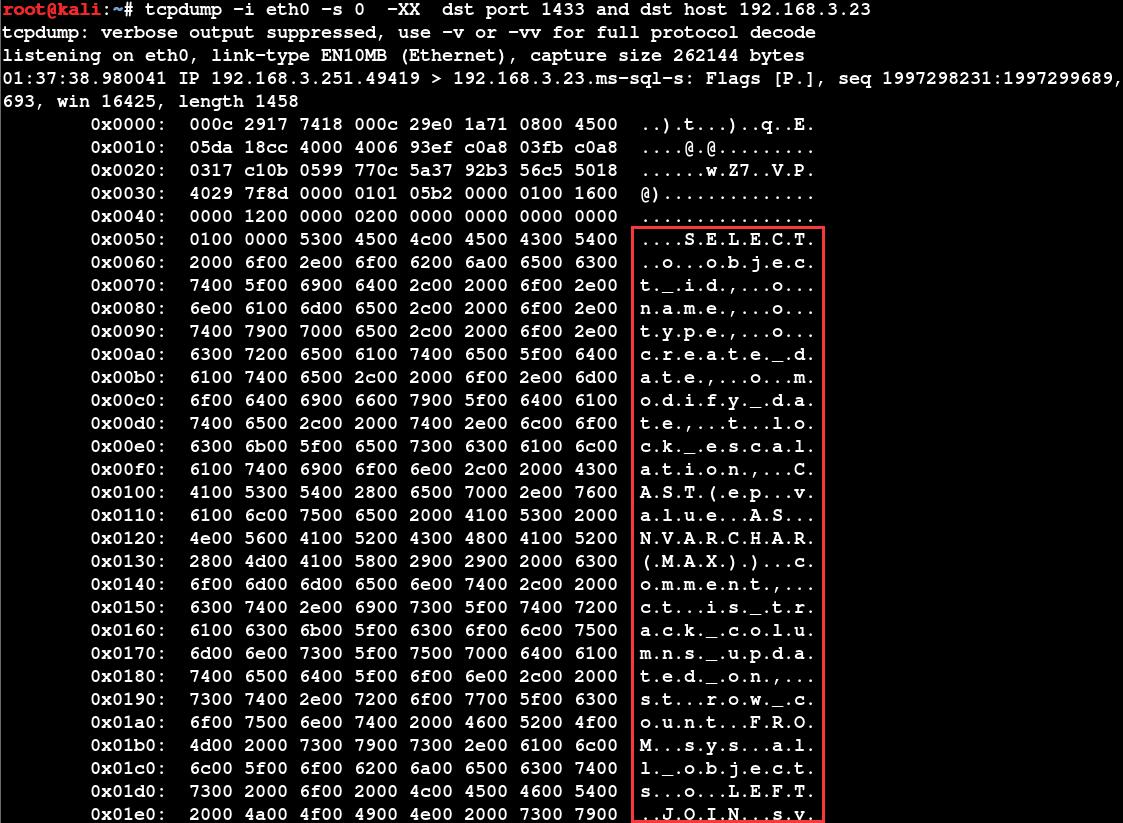 root@kali:~# tcpdump -i eth0 -s 0  -XX  dst port 1433 and dst host 192.168.3.23
tcpdump: verbose output suppressed, use -v or -vv for full protocol decode
listening on eth0, link-type EN10MB (Ethernet), capture size 262144 bytes
01:37:38.980041 IP 192.168.3.251.49419 > 192.168.3.23.ms-sql-s: Flags [P.], seq 1997298231:1997299689,
693, win 16425, length 1458
0x0000:  000c 2917 7418 000c 29e0 1a71 0800 4500  ..).t...)..q..E.
0x0010:  05da 18cc 4000 4006 93ef c0a8 03fb c0a8  ....@.@.........
0x0020:  0317 c10b 0599 770c 5a37 92b3 56c5 5018  ......w.Z7..V.P.
0x0030:  4029 7f8d 0000 0101 05b2 0000 0100 1600  @)..............
0x0040:  0000 1200 0000 0200 0000 0000 0000 0000  ................
0x0050:  0100 0000 5300 4500 4c00 4500 4300 5400  ....S.E.L.E.C.T.
0x0060:  2000 6f00 2e00 6f00 6200 6a00 6500 6300  ..o...o.b.j.e.c.
0x0070:  7400 5f00 6900 6400 2c00 2000 6f00 2e00  t._.i.d.,...o...
0x0080:  6e00 6100 6d00 6500 2c00 2000 6f00 2e00  n.a.m.e.,...o...
0x0090:  7400 7900 7000 6500 2c00 2000 6f00 2e00  t.y.p.e.,...o...
0x00a0:  6300 7200 6500 6100 7400 6500 5f00 6400  c.r.e.a.t.e._.d.
0x00b0:  6100 7400 6500 2c00 2000 6f00 2e00 6d00  a.t.e.,...o...m.
0x00c0:  6f00 6400 6900 6600 7900 5f00 6400 6100  o.d.i.f.y._.d.a.
0x00d0:  7400 6500 2c00 2000 7400 2e00 6c00 6f00  t.e.,...t...l.o.
0x00e0:  6300 6b00 5f00 6500 7300 6300 6100 6c00  c.k._.e.s.c.a.l.
0x00f0:  6100 7400 6900 6f00 6e00 2c00 2000 4300  a.t.i.o.n.,...C.
0x0100:  4100 5300 5400 2800 6500 7000 2e00 7600  A.S.T.(.e.p...v.
0x0110:  6100 6c00 7500 6500 2000 4100 5300 2000  a.l.u.e...A.S...
0x0120:  4e00 5600 4100 5200 4300 4800 4100 5200  N.V.A.R.C.H.A.R.
0x0130:  2800 4d00 4100 5800 2900 2900 2000 6300  (.M.A.X.).)...c.
0x0140:  6f00 6d00 6d00 6500 6e00 7400 2c00 2000  o.m.m.e.n.t.,...
0x0150:  6300 7400 2e00 6900 7300 5f00 7400 7200  c.t...i.s._.t.r.
0x0160:  6100 6300 6b00 5f00 6300 6f00 6c00 7500  a.c.k._.c.o.l.u.
0x0170:  6d00 6e00 7300 5f00 7500 7000 6400 6100  m.n.s._.u.p.d.a.
0x0180:  7400 6500 6400 5f00 6f00 6e00 2c00 2000  t.e.d._.o.n.,...
0x0190:  7300 7400 2e00 7200 6f00 7700 5f00 6300  s.t...r.o.w._.c.
0x01a0:  6f00 7500 6e00 7400 2000 4600 5200 4f00  o.u.n.t...F.R.O.
0x01b0:  4d00 2000 7300 7900 7300 2e00 6100 6c00  M...s.y.s...a.l.
0x01c0:  6c00 5f00 6f00 6200 6a00 6500 6300 7400  l._.o.b.j.e.c.t.
0x01d0:  7300 2000 6f00 2000 4c00 4500 4600 5400  s...o...L.E.F.T.
0x01e0:  2000 4a00 4f00 4900 4e00 2000 7300 7900  ..J.O.I.N...s.y.